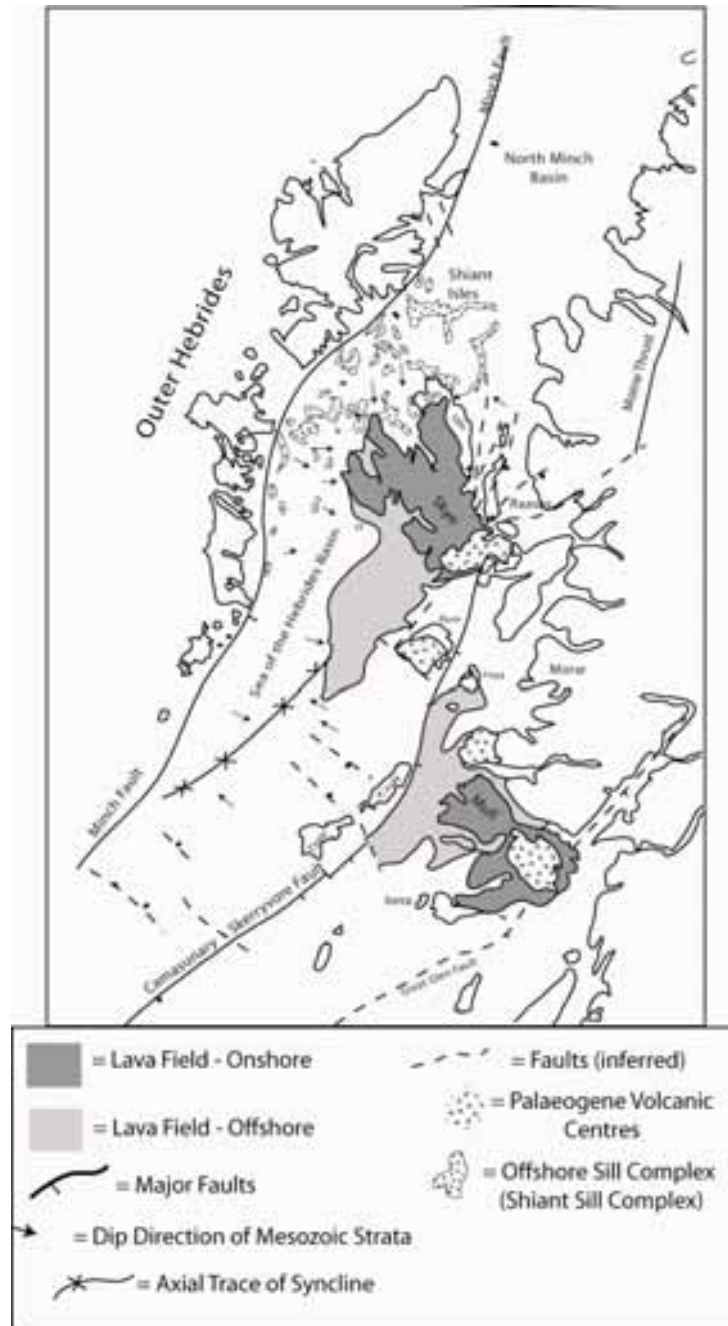 Minch Fault
North Minch
Basin
Shiant
Isles
Outer Hebrides
Moine Thrust
Skye
Raasay
Sea of the Hebrides Basin
Morar
Minch Fault
Mull
Camasunary - Skerryvore Fault
Great Glen Fault
= Lava Field - Onshore
= Lava Field - Offshore
= Major Faults
= Dip Direction of Mesozoic Strata
= Axial Trace of Syncline
= Faults (inferred)
= Palaeogene Volcanic
Centres
= Offshore Sill Complex
(Shiant Sill Complex)